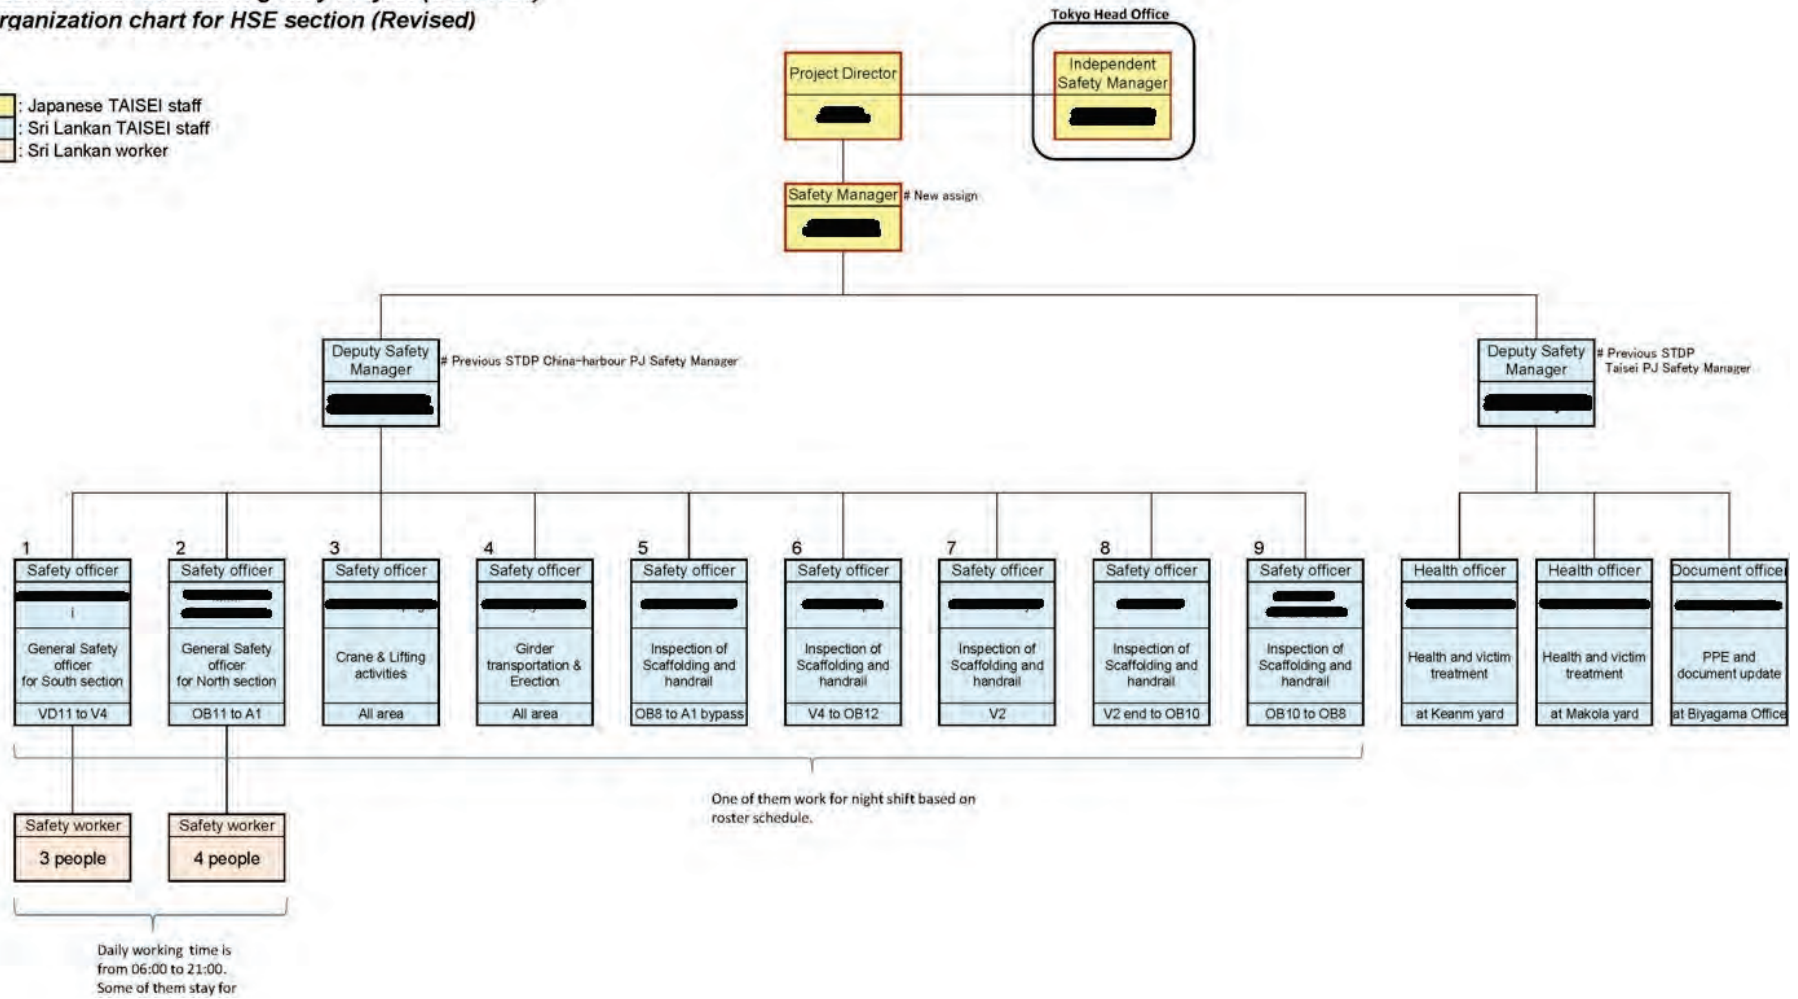 rganization chart for HSE section (Revised)
Tokyo Head Office
: Japanese TAISEI staff
: Sri Lankan TAISEI staff
: Sri Lankan worker
Project Director
Independent
Safety Manager
Safety Manager
# New assign
Deputy Safety
Manager
# Previous STDP China-harbour PJ Safety Manager
Deputy Safety
Manager
# Previous STDP
Taisei PJ Safety Manager
1
Safety officer
General Safety
officer
for South section
VD11 to V4
2
Safety officer
General Safety
officer
for North section
OB11 to A1
3
Safety officer
Crane & Lifting
activities
All area
4
Safety officer
Girder
transportation &
Erection
All area
5
Safety officer
Inspection of
Scaffolding and
handrail
OB8 to A1 bypass
6
Safety officer
Inspection of
Scaffolding and
handrail
V4 to OB12
7
Safety officer
Inspection of
Scaffolding and
handrail
V2
8
Safety officer
Inspection of
Scaffolding and
handrail
V2 end to OB10
9
Safety officer
Inspection of
Scaffolding and
handrail
OB10 to OB8
Health officer
Health and victim
treatment
at Keanm yard
Health officer
Health and victim
treatment
at Makola yard
Document officer
PPE and
document update
at Biyagama Office
One of them work for night shift based on
roster schedule.
Safety worker
3 people
Safety worker
4 people
Daily working time is
from 06:00 to 21:00.
Some of them stay for